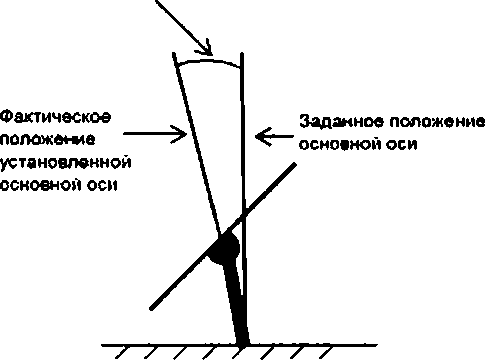 Фактическое
положение
установленной
основной оси
Заданное положение
основной оси